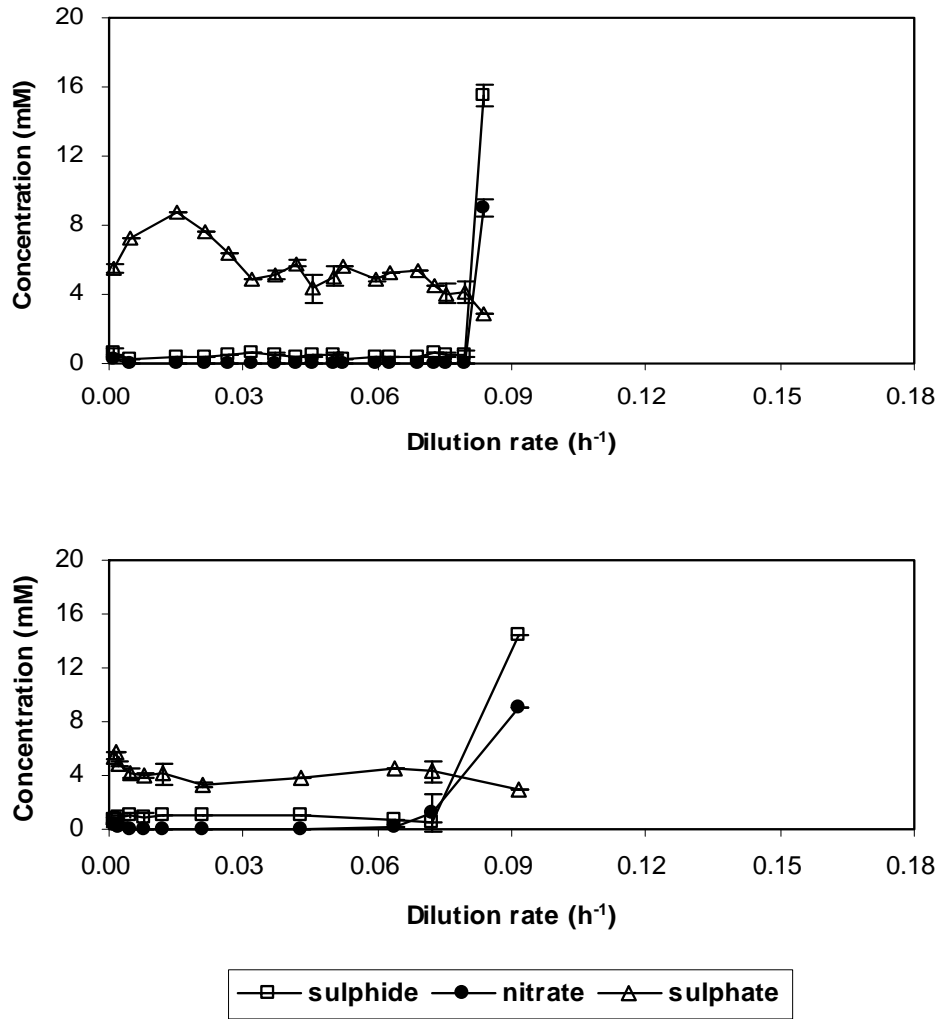 20
16
12
8
4
0
Concentration (mM)
0.00 0.03 0.06 0.09 0.12 0.15 0.18
Dilution rate (h⁻¹)
20
16
12
8
4
0
Concentration (mM)
0.00 0.03 0.06 0.09 0.12 0.15 0.18
Dilution rate (h⁻¹)
sulphide nitrate sulphate